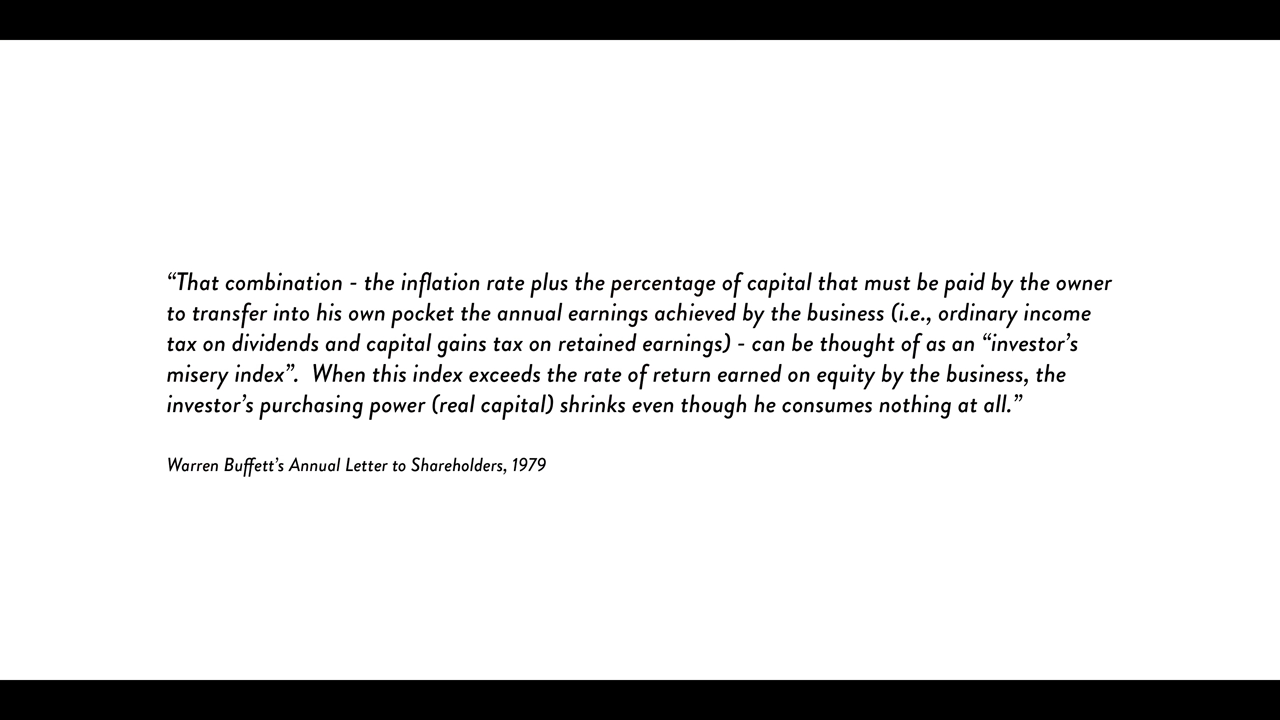 “That combination - the inflation rate plus the percentage of capital that must be paid by the owner
to transfer into his own pocket the annual earnings achieved by the business (i.e., ordinary income
tax on dividends and capital gains tax on retained earnings) - can be thought of as an “investor’s
misery index”.  When this index exceeds the rate of return earned on equity by the business, the
investor’s purchasing power (real capital) shrinks even though he consumes nothing at all.”
Warren Buffett’s Annual Letter to Shareholders, 1979